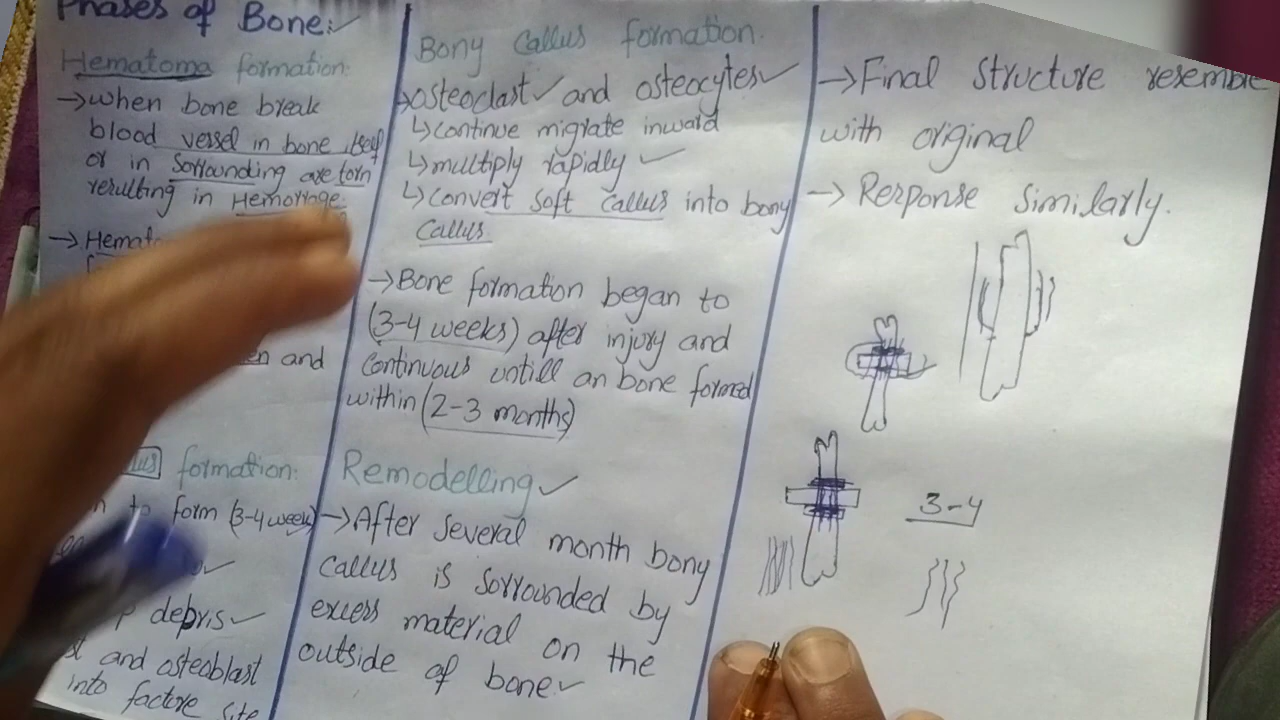 Phases of Bone:
Hematoma formation:
→when bone break
blood vessel in bone itself
or in Sorrounding are torn
resulting in Hemorrage.
→Hemato
and
formation:
to form (3-4 week)
debris
and osteoblast
into facture site
Bony Callus formation.
→osteoclast and osteocytes
↳continue migrate inward
↳multiply rapidly
↳convert soft callus into bony
Callus
→Bone formation began to
(3-4 weeks) after injury and
Continuous untill an bone formed
within (2-3 months)
Remodelling
→After several month bony
callus is sorrounded by
excess material on the
outside of bone
→Final structure resemble
with original
→Response similarly.
3-4